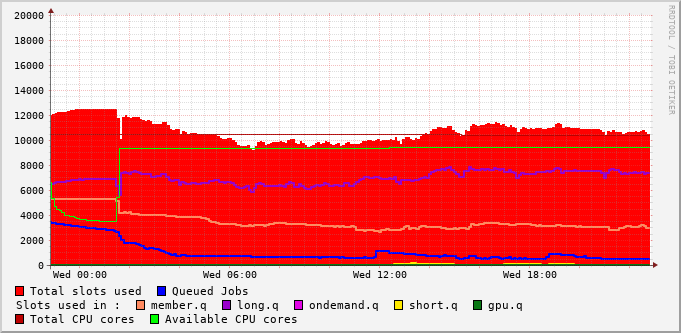 RRDTOOL / TOBI OETIKER
20000
18000
16000
14000
12000
10000
8000
6000
4000
2000
0
Wed 00:00 Wed 06:00 Wed 12:00 Wed 18:00
Total slots used Queued Jobs
Slots used in : member.q long.q ondemand.q short.q gpu.q
Total CPU cores Available CPU cores